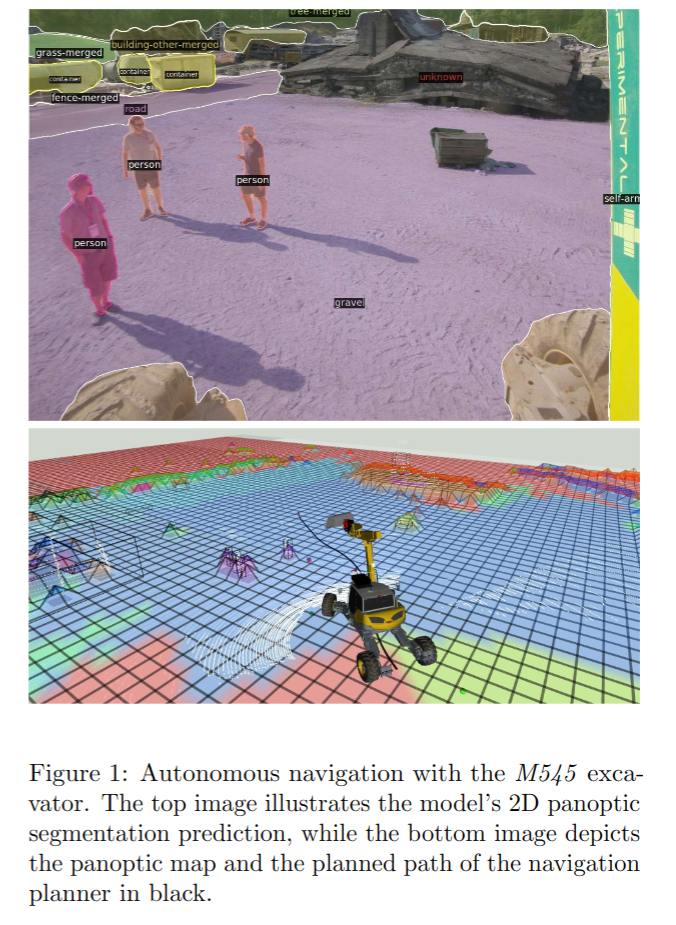 tree-merged
grass-merged
building-other-merged
container
container
container
fence-merged
road
unknown
PERIMENTAL
person
person
self-arm
person
gravel
Figure 1: Autonomous navigation with the M545 exca-
vator. The top image illustrates the model's 2D panoptic
segmentation prediction, while the bottom image depicts
the panoptic map and the planned path of the navigation
planner in black.